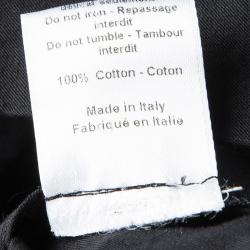 Do not iron - Repassage
interdit
Do not tumble - Tambour
interdit
100% Cotton - Coton
Made in Italy
Fabriqué en Italie